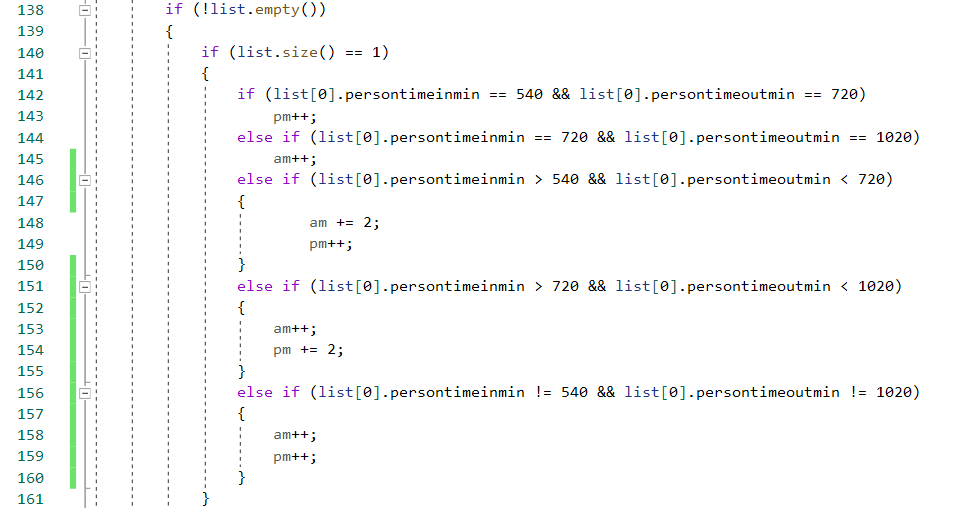 138 if (!list.empty())
139 {
140 if (list.size() == 1)
141 {
142 if (list[0].persontimeinmin == 540 && list[0].persontimeoutmin == 720)
143 pm++;
144 else if (list[0].persontimeinmin == 720 && list[0].persontimeoutmin == 1020)
145 am++;
146 else if (list[0].persontimeinmin > 540 && list[0].persontimeoutmin < 720)
147 {
148 am += 2;
149 pm++;
150 }
151 else if (list[0].persontimeinmin > 720 && list[0].persontimeoutmin < 1020)
152 {
153 am++;
154 pm += 2;
155 }
156 else if (list[0].persontimeinmin != 540 && list[0].persontimeoutmin != 1020)
157 {
158 am++;
159 pm++;
160 }
161 }